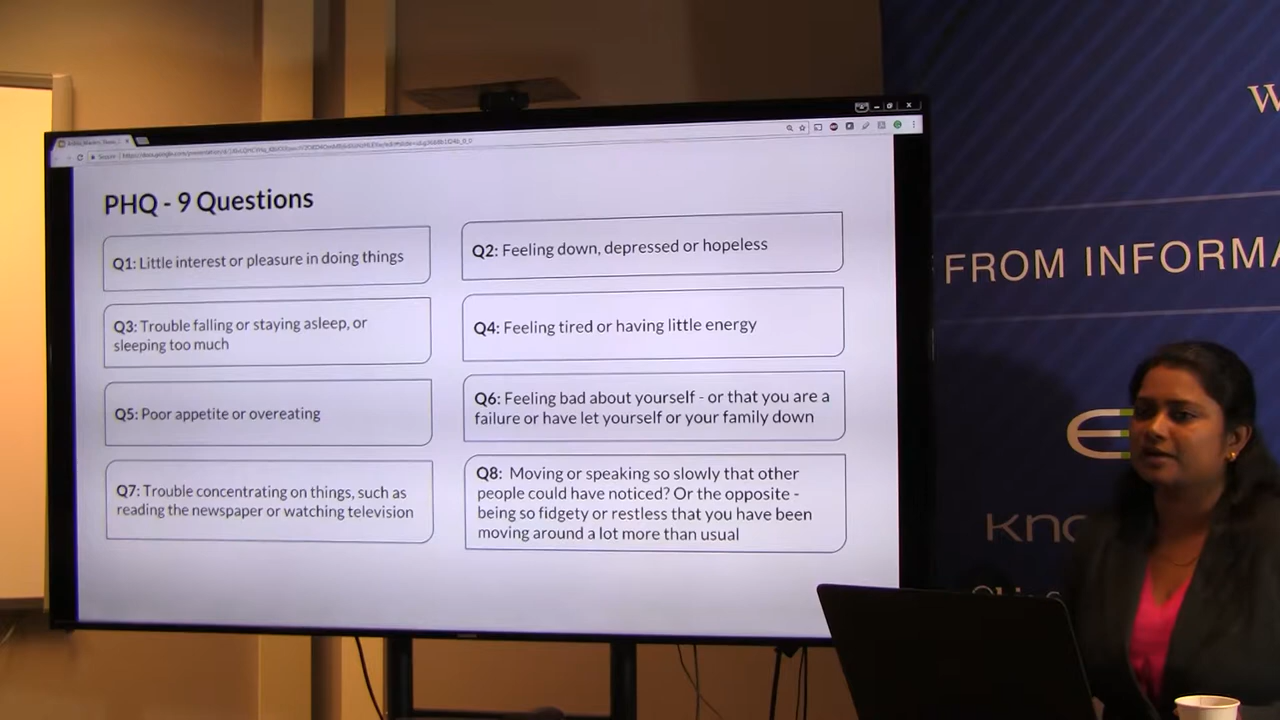 PHQ - 9 Questions
Q1: Little interest or pleasure in doing things
Q2: Feeling down, depressed or hopeless
Q3: Trouble falling or staying asleep, or
sleeping too much
Q4: Feeling tired or having little energy
Q5: Poor appetite or overeating
Q6: Feeling bad about yourself - or that you are a
failure or have let yourself or your family down
Q7: Trouble concentrating on things, such as
reading the newspaper or watching television
Q8: Moving or speaking so slowly that other
people could have noticed? Or the opposite -
being so fidgety or restless that you have been
moving around a lot more than usual
W
FROM INFORMA
kno